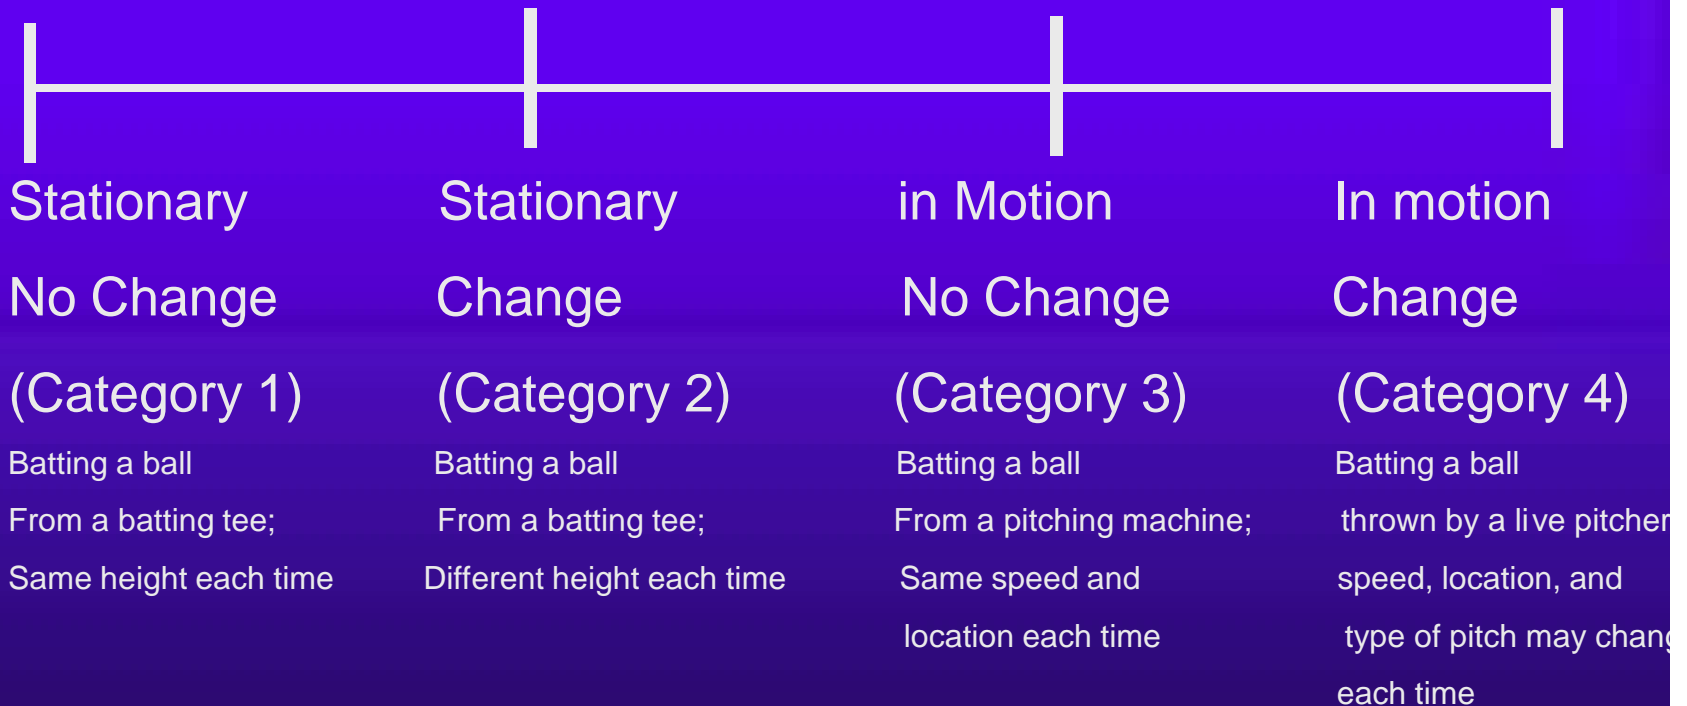 Stationary
No Change
(Category 1)
Batting a ball
From a batting tee;
Same height each time
Stationary
Change
(Category 2)
Batting a ball
From a batting tee;
Different height each time
in Motion
No Change
(Category 3)
Batting a ball
From a pitching machine;
Same speed and
location each time
In motion
Change
(Category 4)
Batting a ball
thrown by a live pitcher
speed, location, and
type of pitch may chang
each time